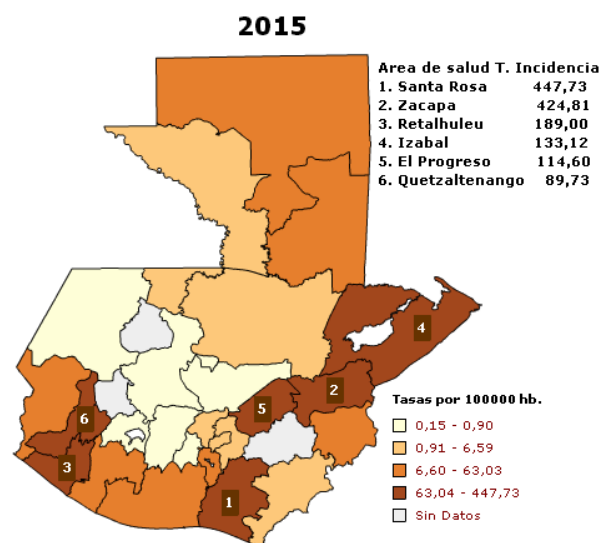 2015
Area de salud T. Incidencia
1. Santa Rosa 447,73
2. Zacapa 424,81
3. Retalhuleu 189,00
4. Izabal 133,12
5. El Progreso 114,60
6. Quetzaltenango 89,73
4
2
5
6
3
1
Tasas por 100000 hb.
0,15 - 0,90
0,91 - 6,59
6,60 - 63,03
63,04 - 447,73
Sin Datos